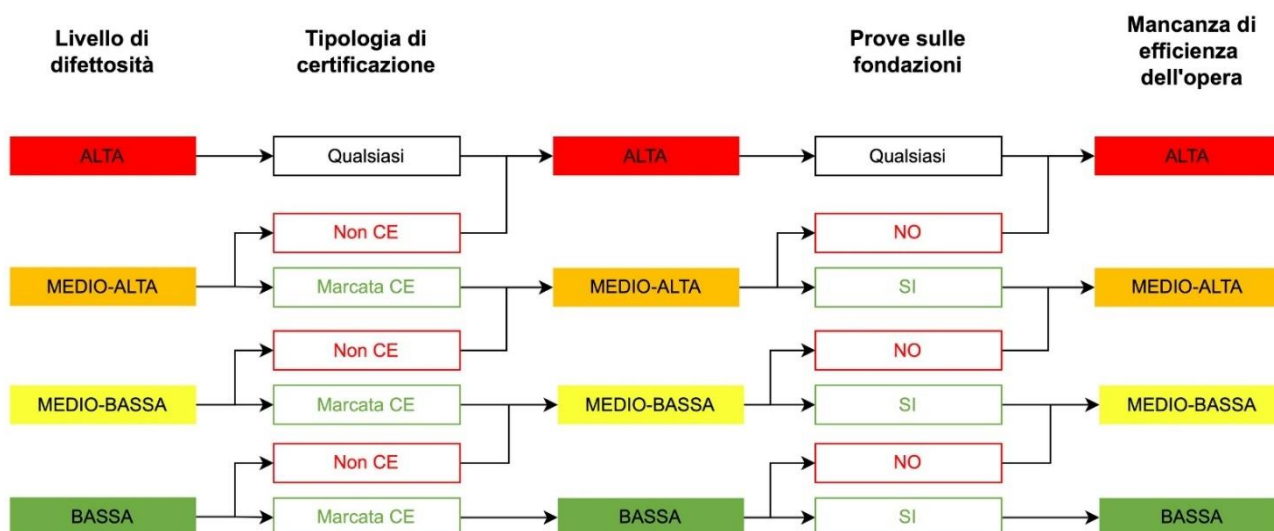 Livello di
difettosità
Tipologia di
certificazione
Prove sulle
fondazioni
Mancanza di
efficienza
dell'opera
ALTA
Qualsiasi
ALTA
Qualsiasi
ALTA
Non CE
NO
MEDIO-ALTA
Marcata CE
MEDIO-ALTA
SI
MEDIO-ALTA
Non CE
NO
MEDIO-BASSA
Marcata CE
MEDIO-BASSA
SI
MEDIO-BASSA
Non CE
NO
BASSA
Marcata CE
BASSA
SI
BASSA